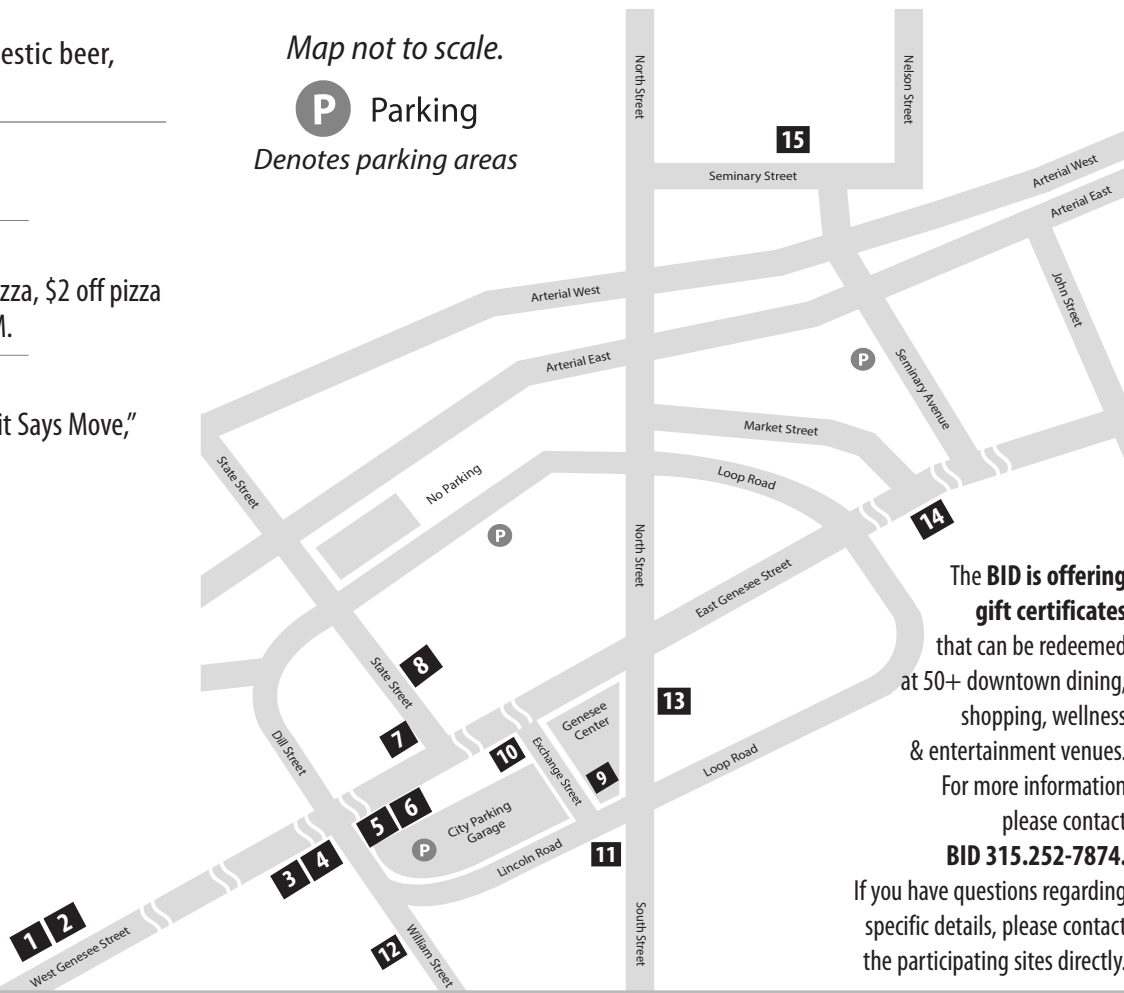 estic beer,
zza, $2 off pizza
M.
it Says Move,”
Map not to scale.
P Parking
Denotes parking areas
North Street
Nelson Street
15
Seminary Street
Arterial West
Arterial East
Arterial West
Arterial East
John Street
P
Seminary Avenue
Market Street
State Street
No Parking
Loop Road
P
North Street
14
East Genesee Street
8
State Street
7
13
Genesee
Center
10
Exchange Street
9
Dill Street
Loop Road
5 6
City Parking
Garage
P
Lincoln Road
11
3 4
1 2
West Genesee Street
12
William Street
South Street
The BID is offering
gift certificates
that can be redeemed
at 50+ downtown dining,
shopping, wellness
& entertainment venues.
For more information
please contact
BID 315.252-7874.
If you have questions regarding
specific details, please contact
the participating sites directly.